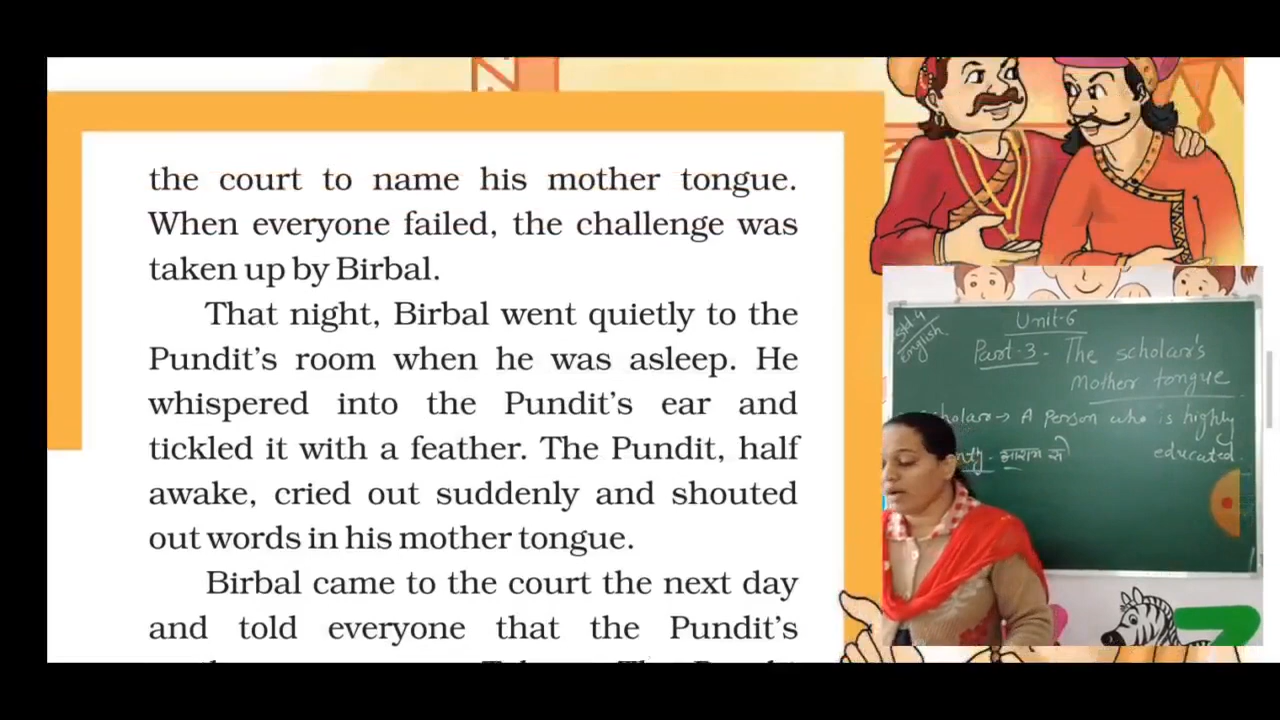 the court to name his mother tongue.
When everyone failed, the challenge was
taken up by Birbal.
That night, Birbal went quietly to the
Pundit's room when he was asleep. He
whispered into the Pundit's ear and
tickled it with a feather. The Pundit, half
awake, cried out suddenly and shouted
out words in his mother tongue.
Birbal came to the court the next day
and told everyone that the Pundit's
Std.4
English
Unit-6
Part-3 - The scholar's
Mother tongue
→ A person who is highly
educated
आराम से